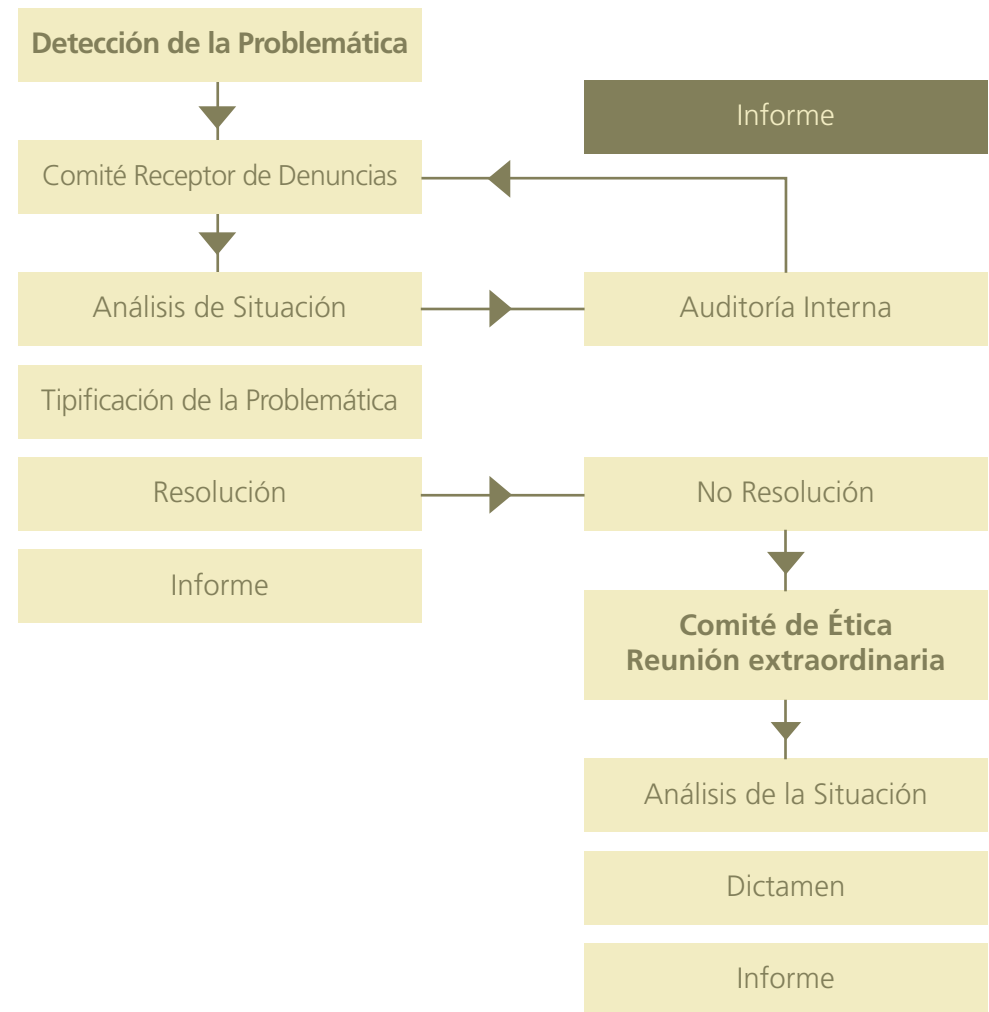 Detección de la Problemática
Informe
Comité Receptor de Denuncias
Análisis de Situación
Auditoría Interna
Tipificación de la Problemática
Resolución
No Resolución
Informe
Comité de Ética
Reunión extraordinaria
Análisis de la Situación
Dictamen
Informe